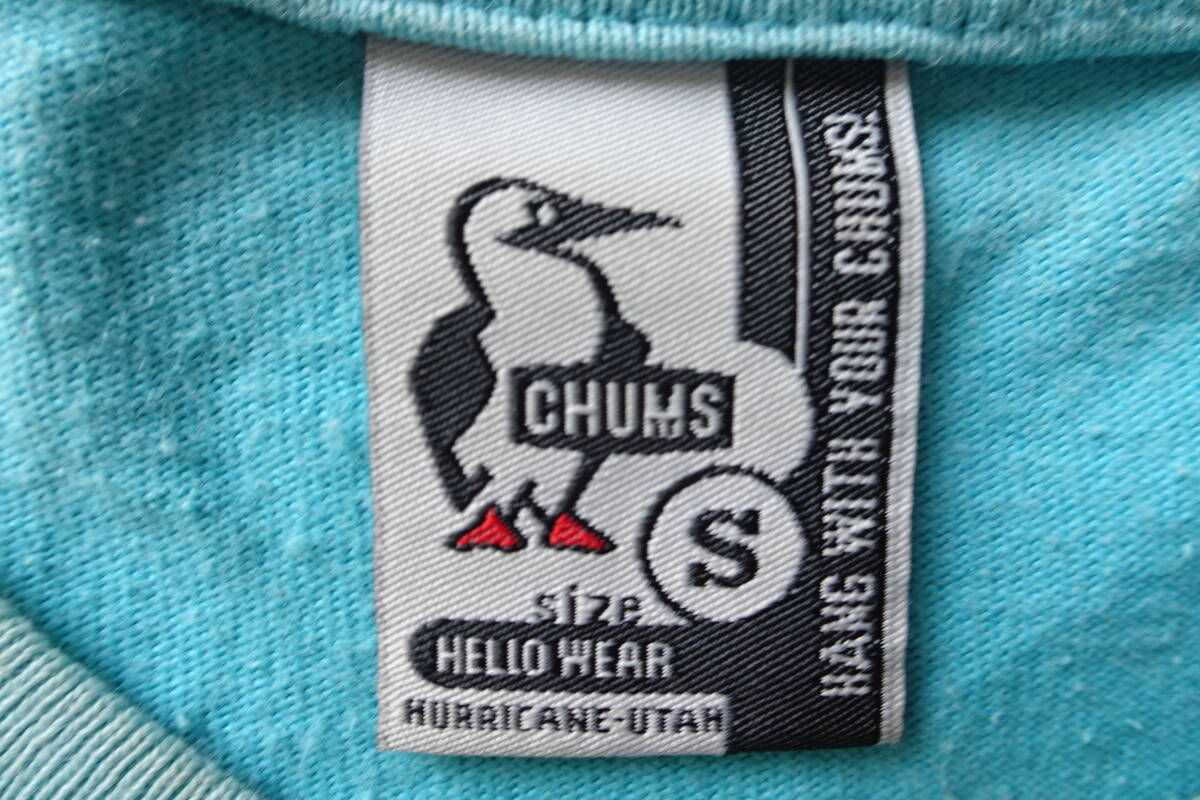 CHUMS
S
size
HELLO WEAR
HURRICANE-UTAH
HANG WITH YOUR CHUMS!